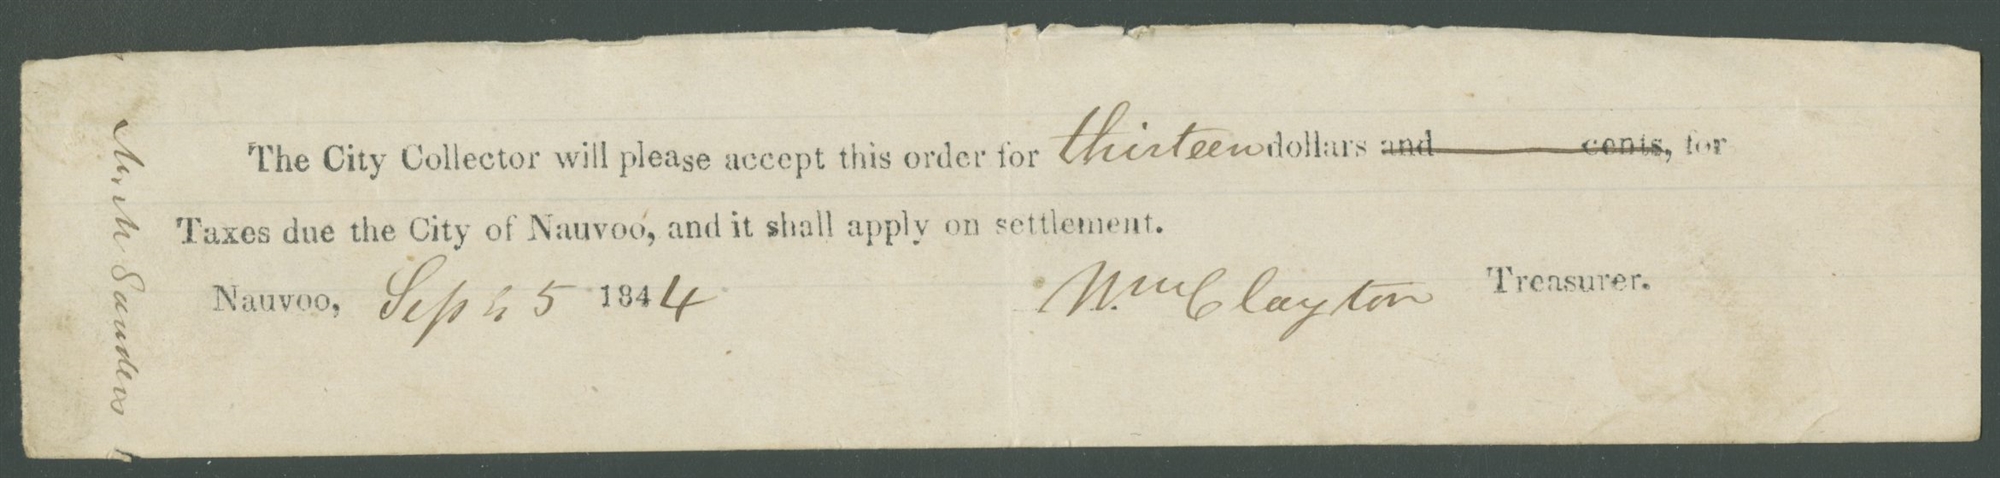 The City Collector will please accept this order for thirteen dollars and cents, for
Taxes due the City of Nauvoo, and it shall apply on settlement.
Nauvoo, Sept 5 1844 Wm Clayton Treasurer.
Saunders